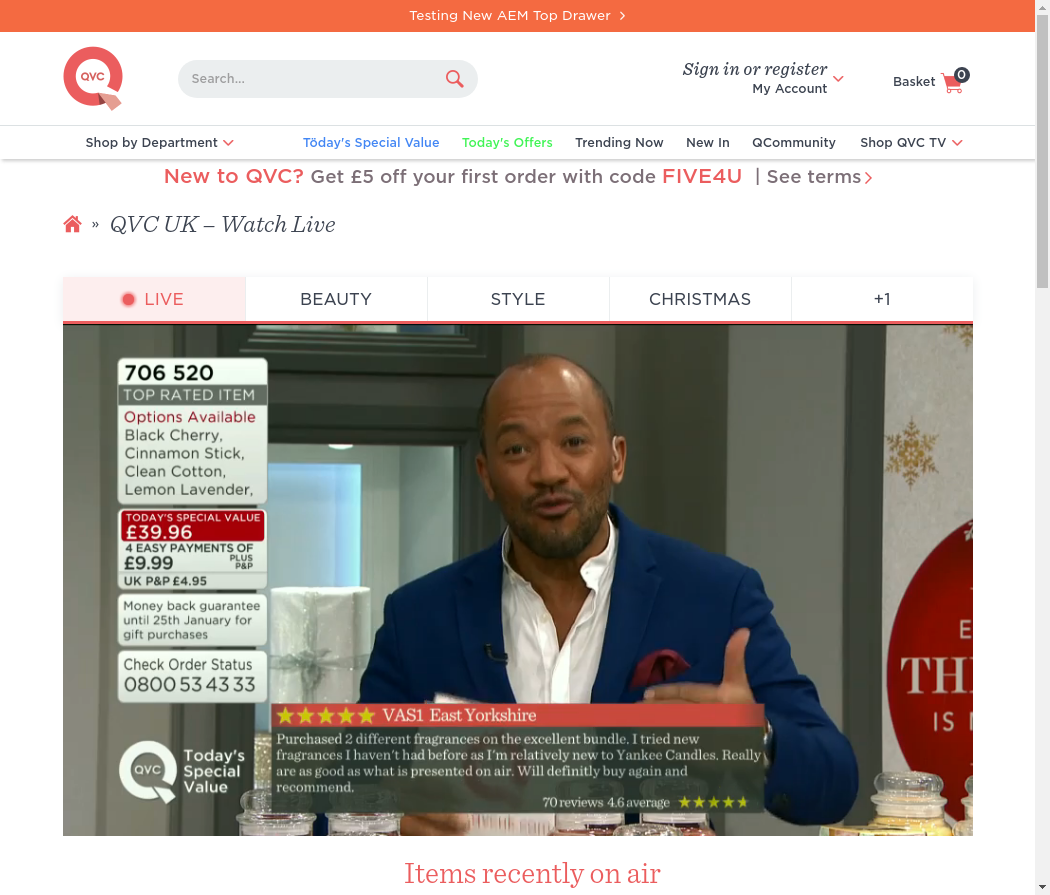 Testing New AEM Top Drawer >
QVC
Search...
Sign in or register
My Account
Basket 0
Shop by Department
Töday's Special Value
Today's Offers
Trending Now
New In
QCommunity
Shop QVC TV
New to QVC? Get £5 off your first order with code FIVE4U | See terms >
» QVC UK – Watch Live
LIVE
BEAUTY
STYLE
CHRISTMAS
+1
706 520
TOP RATED ITEM
Options Available
Black Cherry,
Cinnamon Stick,
Clean Cotton,
Lemon Lavender,
TODAY'S SPECIAL VALUE
£39.96
4 EASY PAYMENTS OF
£9.99 PLUS
P&P
UK P&P £4.95
Money back guarantee
until 25th January for
gift purchases
Check Order Status
0800 53 43 33
QVC
Today's
Special
Value
VAS1 East Yorkshire
Purchased 2 different fragrances on the excellent bundle. I tried new
fragrances I haven't had before as I'm relatively new to Yankee Candles. Really
are as good as what is presented on air. Will definitly buy again and
recommend.
70 reviews 4.6 average
E
TH
IS
Items recently on air